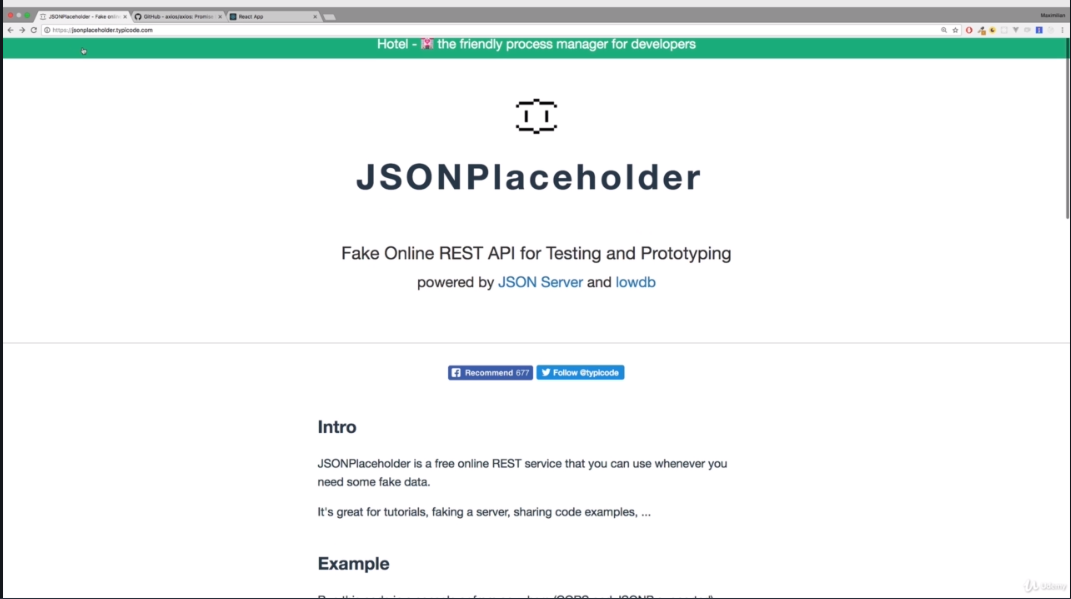 JSONPlaceholder - Fake onlin
GitHub - axios/axios: Promise
React App
Maximilian
https://jsonplaceholder.typicode.com
Hotel - the friendly process manager for developers
JSONPlaceholder
Fake Online REST API for Testing and Prototyping
powered by JSON Server and lowdb
Recommend 677
Follow @typicode
Intro
JSONPlaceholder is a free online REST service that you can use whenever you
need some fake data.
It's great for tutorials, faking a server, sharing code examples, ...
Example
Udemy